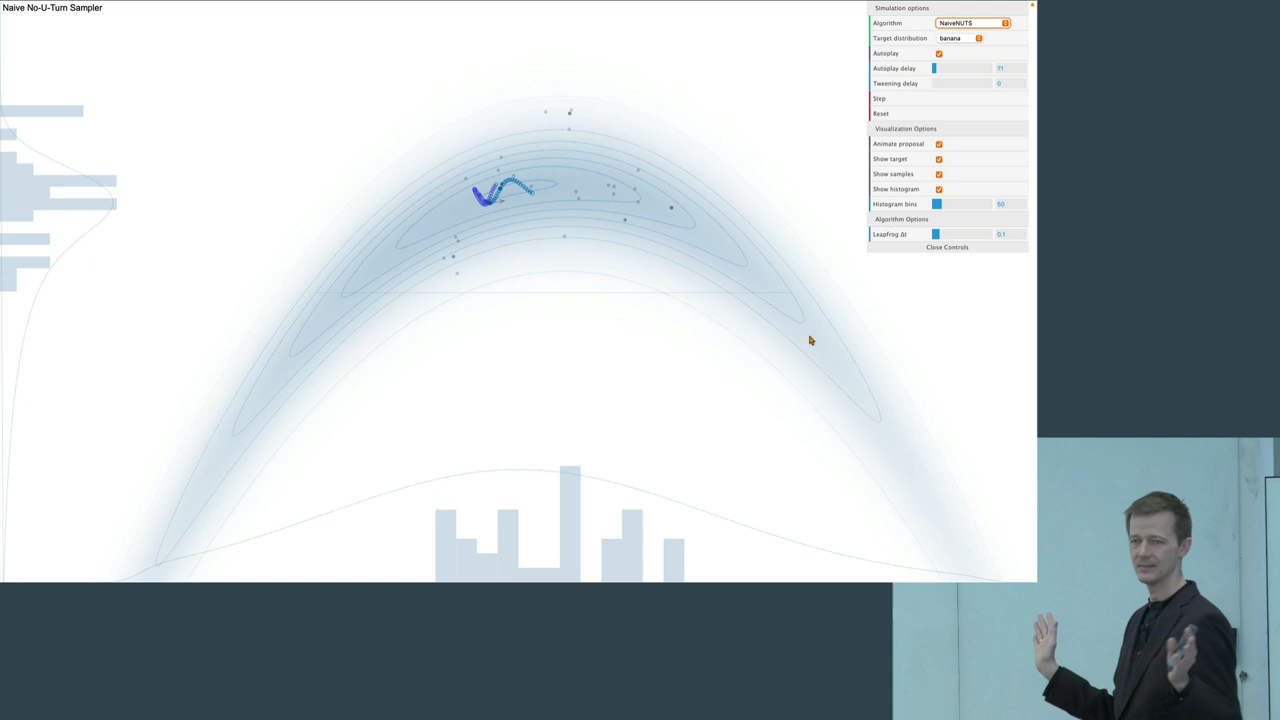 Naive No-U-Turn Sampler
Simulation options
Algorithm NaiveNUTS
Target distribution banana
Autoplay
Autoplay delay 71
Tweening delay 0
Step
Reset
Visualization Options
Animate proposal
Show target
Show samples
Show histogram
Histogram bins 50
Algorithm Options
Leapfrog Δt 0.1
Close Controls